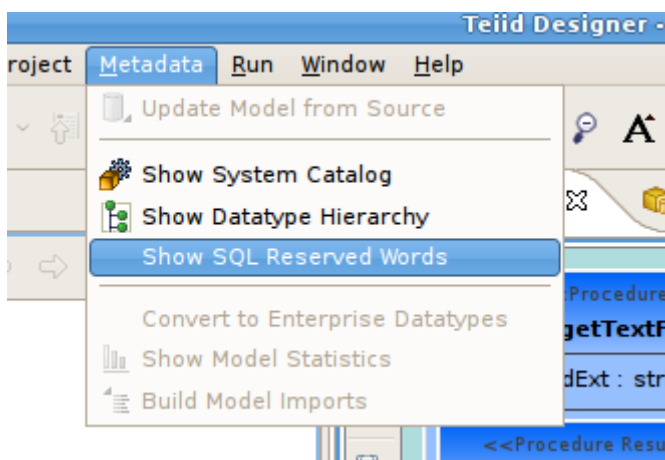 Teiid Designer -
roject Metadata Run Window Help
Update Model from Source
Show System Catalog
Show Datatype Hierarchy
Show SQL Reserved Words
Convert to Enterprise Datatypes
Show Model Statistics
Build Model Imports
Procedure
getTextF
dExt : str
<<Procedure Resu